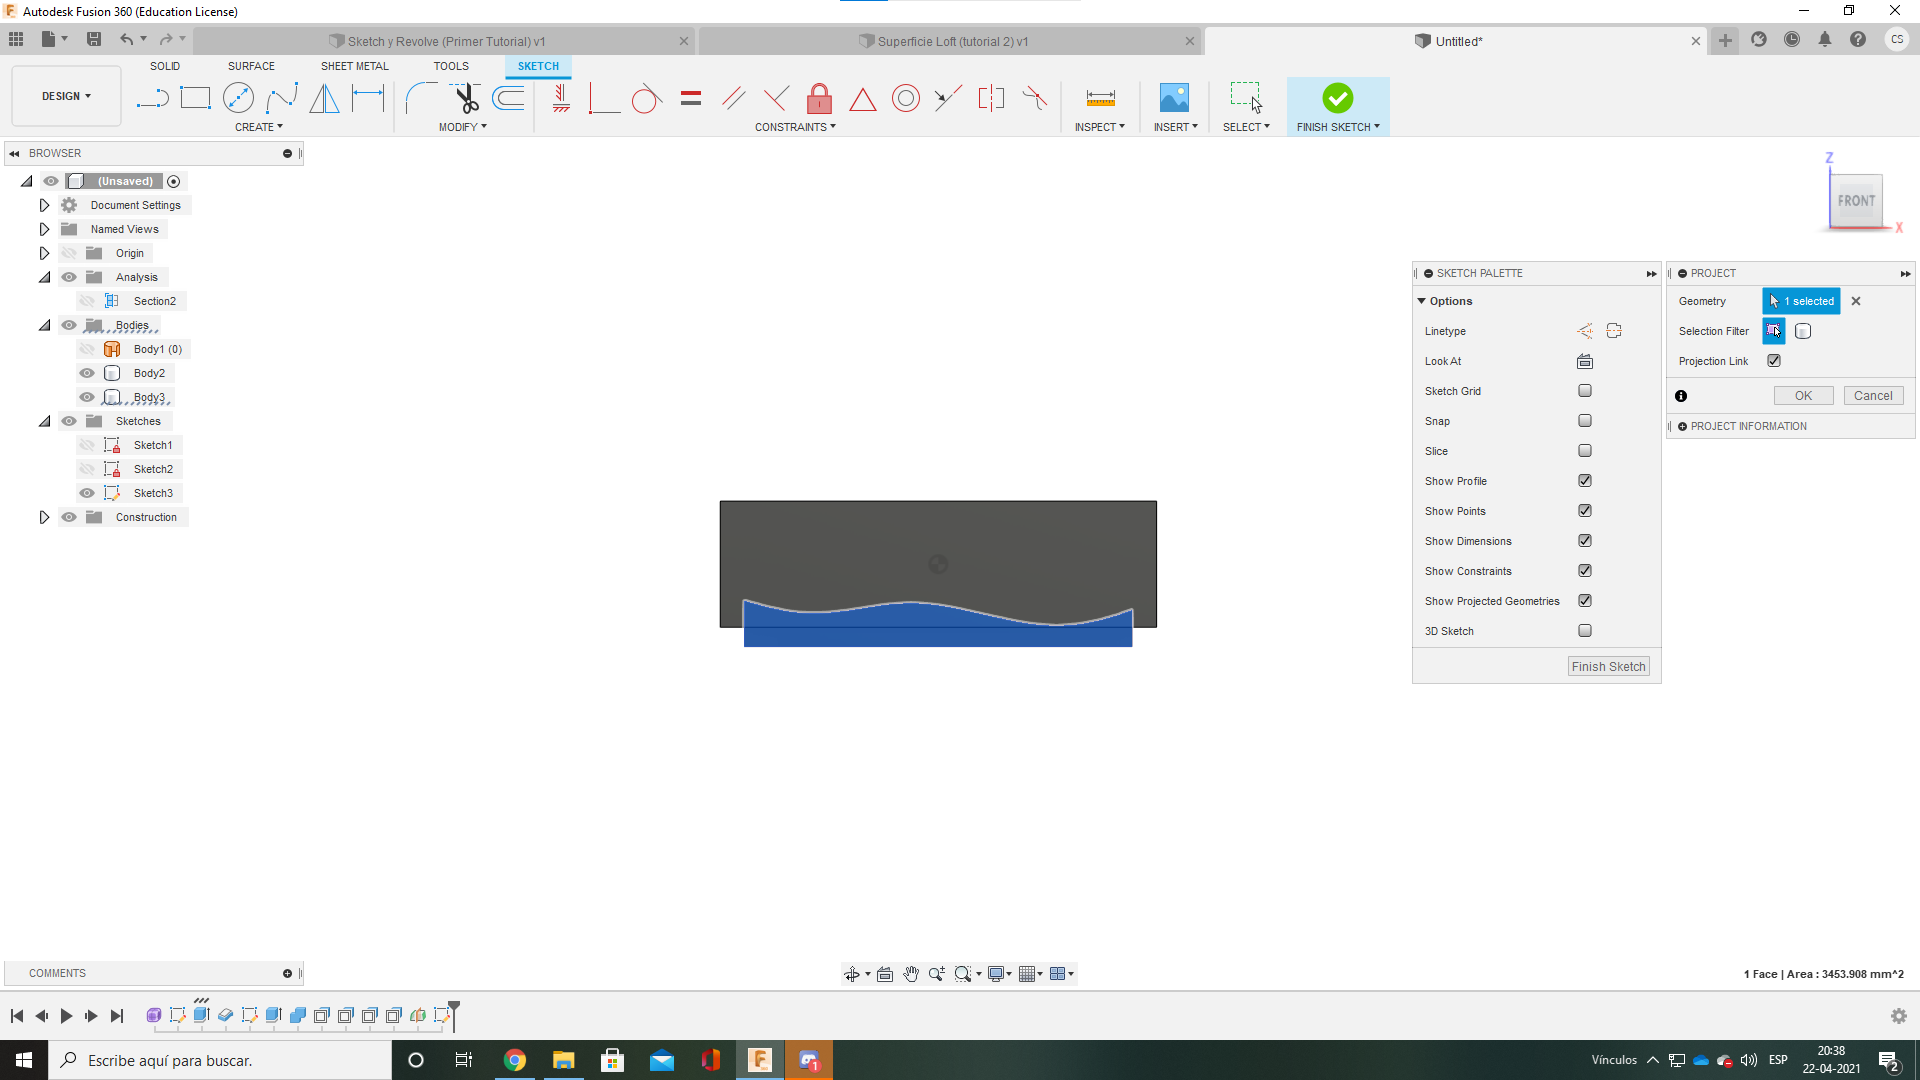 Autodesk Fusion 360 (Education License)
Sketch y Revolve (Primer Tutorial) v1
Superficie Loft (tutorial 2) v1
Untitled*
CS
SOLID
SURFACE
SHEET METAL
TOOLS
SKETCH
DESIGN
CREATE
MODIFY
CONSTRAINTS
INSPECT
INSERT
SELECT
FINISH SKETCH
BROWSER
(Unsaved)
Document Settings
Named Views
Origin
Analysis
Section2
Bodies
Body1 (0)
Body2
Body3
Sketches
Sketch1
Sketch2
Sketch3
Construction
Z
FRONT
X
SKETCH PALETTE
Options
Linetype
Look At
Sketch Grid
Snap
Slice
Show Profile
Show Points
Show Dimensions
Show Constraints
Show Projected Geometries
3D Sketch
Finish Sketch
PROJECT
Geometry
1 selected
Selection Filter
Projection Link
OK
Cancel
PROJECT INFORMATION
COMMENTS
1 Face | Area : 3453.908 mm^2
Escribe aquí para buscar.
1
Vínculos
ESP
20:38
22-04-2021
2